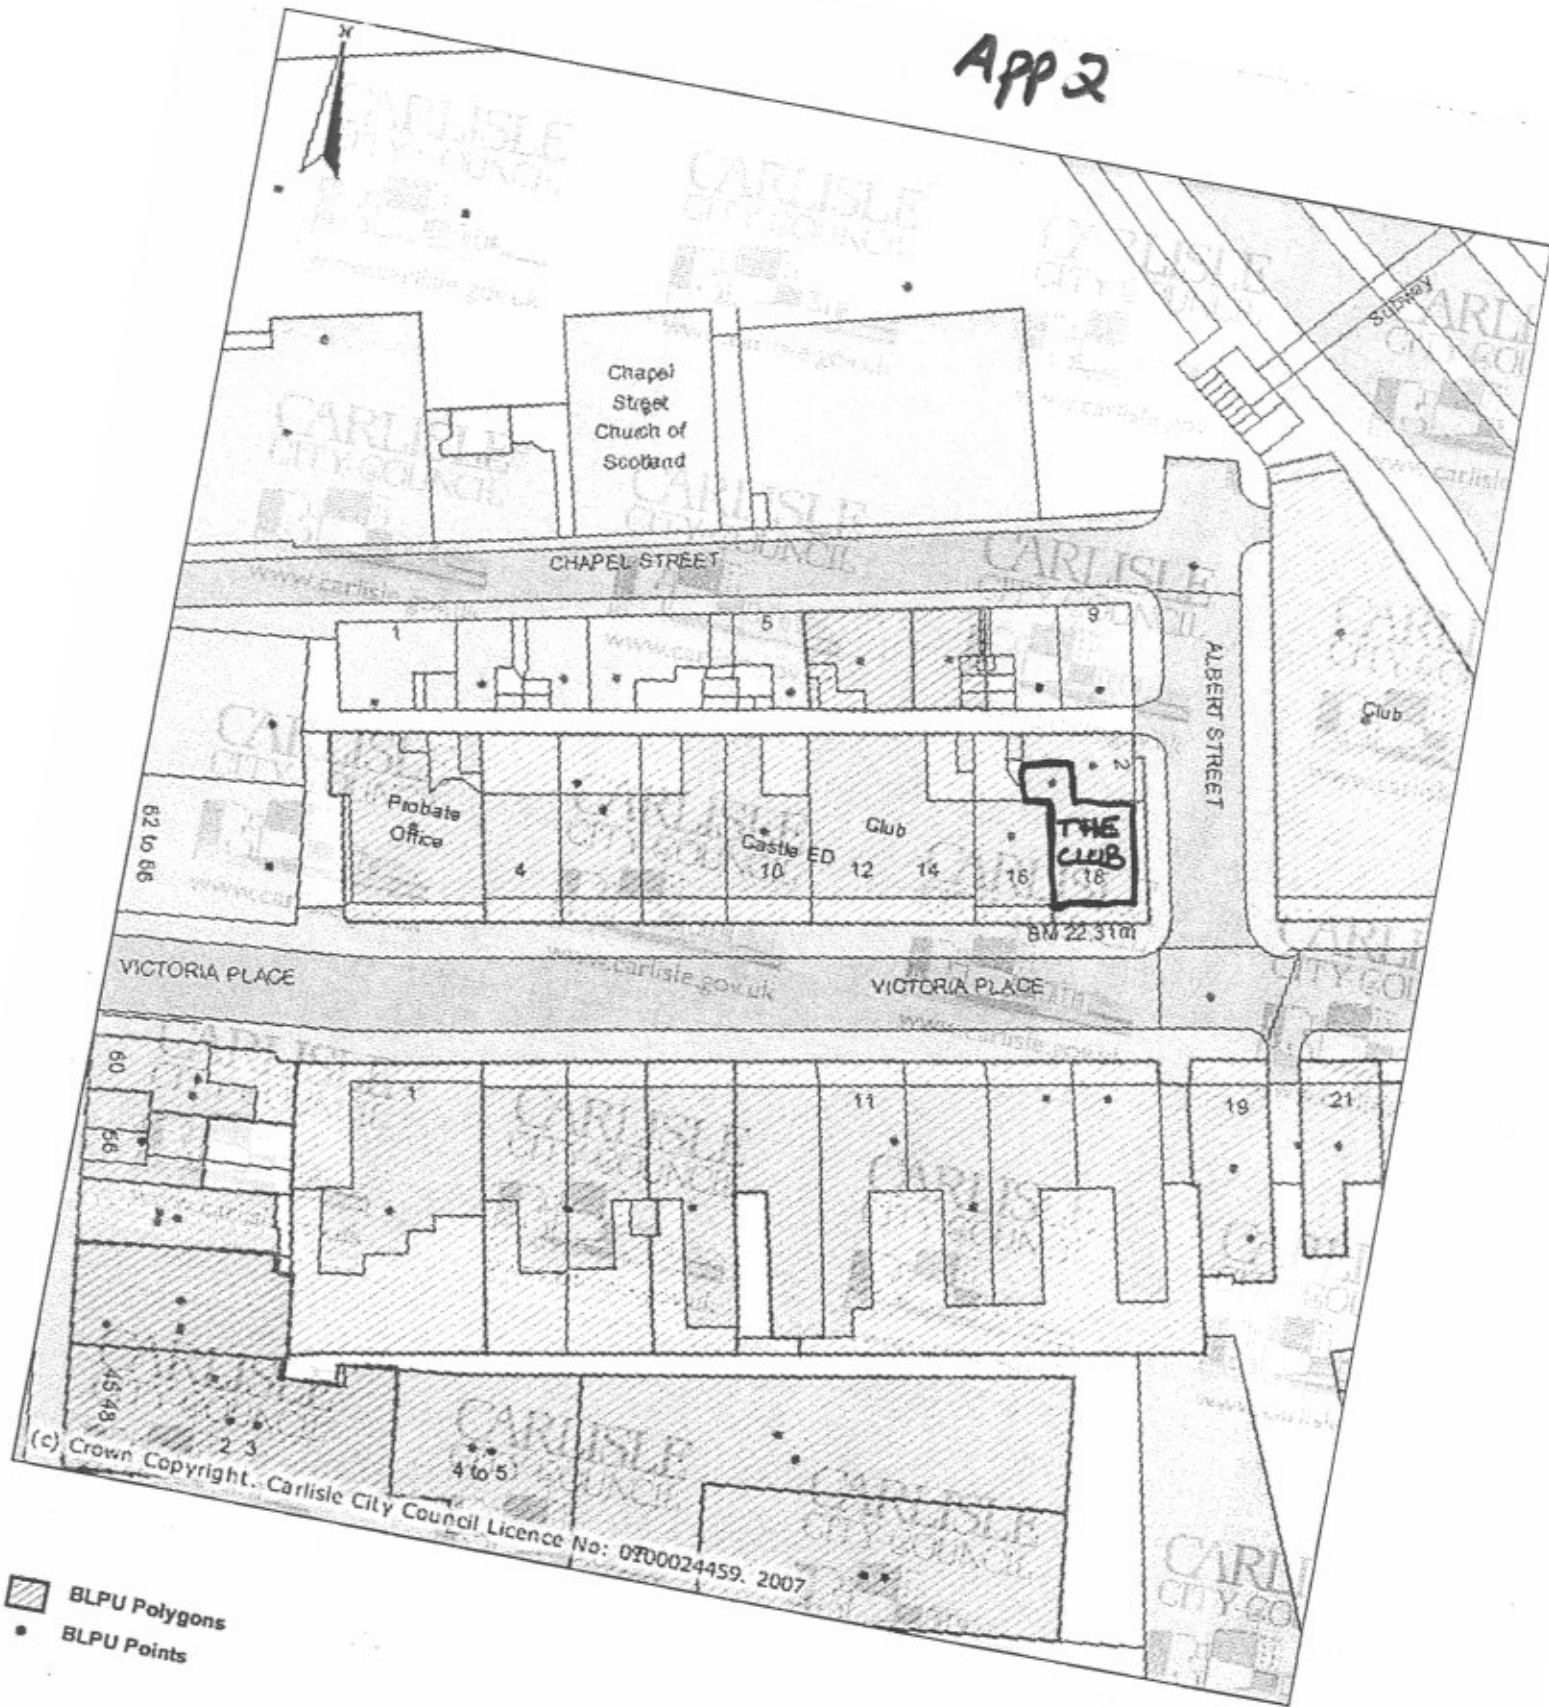 App 2
N
CARLISLE
CITY COUNCIL
www.carlisle.gov.uk
Subway
Chapel
Street
Church of
Scotland
CHAPEL STREET
ALBERT STREET
1
5
9
Club
2
Probate
Office
62 to 66
Club
Castle ED
THE
CLUB
4
10
12
14
16
18
BM 22.31m
VICTORIA PLACE
VICTORIA PLACE
60
56
1
11
19
21
45 48
2 3
4 to 5
(c) Crown Copyright. Carlisle City Council Licence No: 0100024459. 2007
BLPU Polygons
BLPU Points